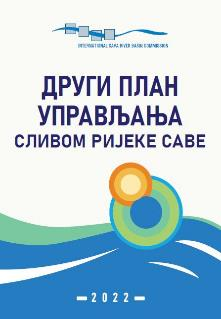 INTERNATIONAL SAVA RIVER BASIN COMMISSION
ДРУГИ ПЛАН
УПРАВЉАЊА
СЛИВОМ РИЈЕКЕ САВЕ
2022